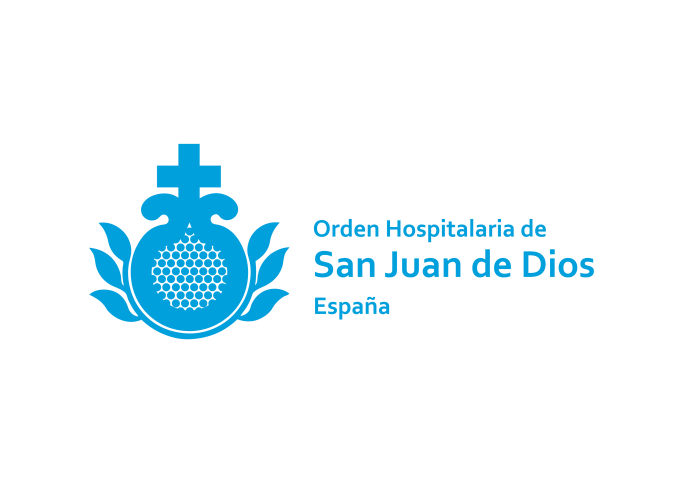 Orden Hospitalaria de
San Juan de Dios
España